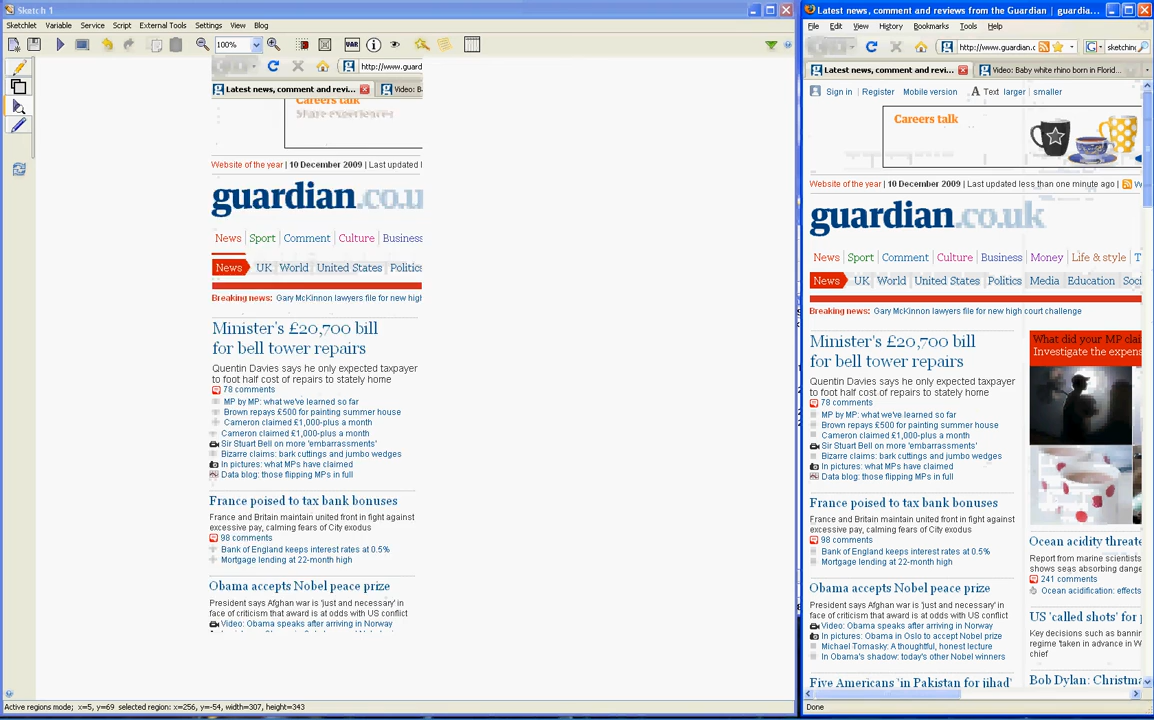 Sketch 1
Sketchlet Variable Service Script External Tools Settings View Blog
100%
VAR
http://www.guard
Latest news, comment and revi...
Video: B
Careers talk
Share experience
Website of the year | 10 December 2009 | Last updated l
guardian.co.u
News Sport Comment Culture Business
News UK World United States Politics
Breaking news: Gary McKinnon lawyers file for new high
Minister's £20,700 bill
for bell tower repairs
Quentin Davies says he only expected taxpayer
to foot half cost of repairs to stately home
78 comments
MP by MP: what we've learned so far
Brown repays £500 for painting summer house
Cameron claimed £1,000-plus a month
Cameron claimed £1,000-plus a month
Sir Stuart Bell on more 'embarrassments'
Bizarre claims: bark cuttings and jumbo wedges
In pictures: what MPs have claimed
Data blog: those flipping MPs in full
France poised to tax bank bonuses
France and Britain maintain united front in fight against
excessive pay, calming fears of City exodus
98 comments
Bank of England keeps interest rates at 0.5%
Mortgage lending at 22-month high
Obama accepts Nobel peace prize
President says Afghan war is 'just and necessary' in
face of criticism that award is at odds with US conflict
Video: Obama speaks after arriving in Norway
Active regions mode; x=5, y=69 selected region: x=256, y=-54, width=307, height=343
Latest news, comment and reviews from the Guardian | guardia...
File Edit View History Bookmarks Tools Help
http://www.guardian.c
sketching
Latest news, comment and revi...
Video: Baby white rhino born in Florid...
Sign in Register Mobile version A Text larger smaller
Careers talk
Website of the year | 10 December 2009 | Last updated less than one minute ago | W
guardian.co.uk
News Sport Comment Culture Business Money Life & style T
News UK World United States Politics Media Education Soci
Breaking news: Gary McKinnon lawyers file for new high court challenge
Minister's £20,700 bill
for bell tower repairs
Quentin Davies says he only expected taxpayer
to foot half cost of repairs to stately home
78 comments
MP by MP: what we've learned so far
Brown repays £500 for painting summer house
Cameron claimed £1,000-plus a month
Sir Stuart Bell on more 'embarrassments'
Bizarre claims: bark cuttings and jumbo wedges
In pictures: what MPs have claimed
Data blog: those flipping MPs in full
France poised to tax bank bonuses
France and Britain maintain united front in fight against
excessive pay, calming fears of City exodus
98 comments
Bank of England keeps interest rates at 0.5%
Mortgage lending at 22-month high
Obama accepts Nobel peace prize
President says Afghan war is 'just and necessary' in
face of criticism that award is at odds with US conflict
Video: Obama speaks after arriving in Norway
In pictures: Obama in Oslo to accept Nobel prize
Michael Tomasky: A thoughtful, honest lecture
In Obama's shadow: today's other Nobel winners
Five Americans 'in Pakistan for jihad'
What did your MP clai
Investigate the expens
Ocean acidity threate
Report from marine scientists
shows seas absorbing danger
241 comments
Ocean acidification: effects
US 'called shots' for
Key decisions such as bannin
regime 'taken in advance in W
chief
Bob Dylan: Christma
Done